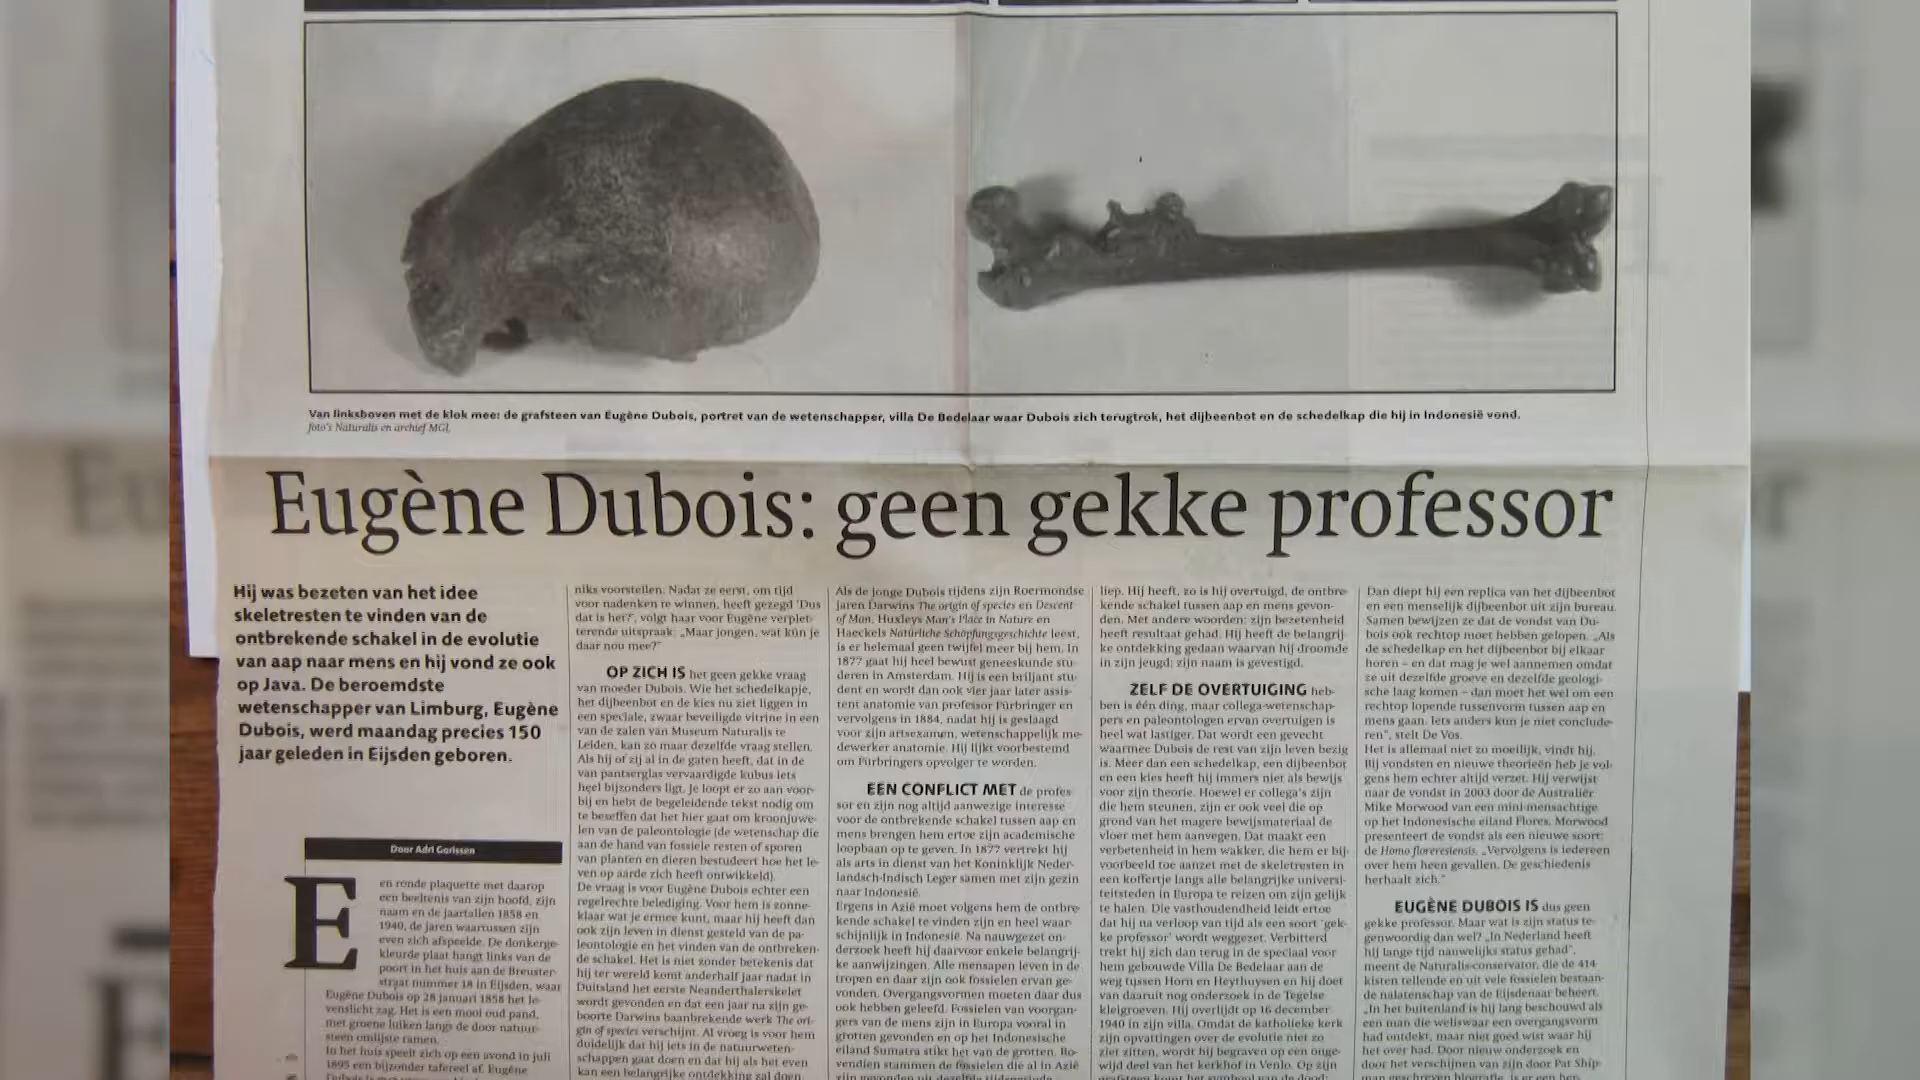 Van linksboven met de klok mee: de grafsteen van Eugène Dubois, portret van de wetenschapper, villa De Bedelaar waar Dubois zich terugtrok, het dijbeenbot en de schedelkap die hij in Indonesië vond.
foto's Naturalis en archief MGL
Eugène Dubois: geen gekke professor
Hij was bezeten van het idee
skeletresten te vinden van de
ontbrekende schakel in de evolutie
van aap naar mens en hij vond ze ook
op Java. De beroemdste
wetenschapper van Limburg, Eugène
Dubois, werd maandag precies 150
jaar geleden in Eijsden geboren.
Door Adri Gorissen
Een ronde plaquette met daarop
een beeltenis van zijn hoofd, zijn
naam en de jaartallen 1858 en
1940, de jaren waartussen zijn
even zich afspeelde. De donkerge-
kleurde plaat hangt links van de
poort in het huis aan de Breuster-
straat nummer 18 in Eijsden, waar
Eugène Dubois op 28 januari 1858 het le-
venslicht zag. Het is een mooi oud pand,
met groene luiken langs de door natuur-
steen omlijste ramen.
In het huis speelt zich op een avond in juli
1895 een bijzonder tafereel af. Eugène
niks voorstellen. Nadat ze eerst, om tijd
voor nadenken te winnen, heeft gezegd 'Dus
dat is het?', volgt haar voor Eugène verplet-
terende uitspraak: „Maar jongen, wat kùn je
daar nou mee?"
OP ZICH IS het geen gekke vraag
van moeder Dubois. Wie het schedelkapje,
het dijbeenbot en de kies nu ziet liggen in
een speciale, zwaar beveiligde vitrine in een
van de zalen van Museum Naturalis te
Leiden, kan zo maar dezelfde vraag stellen.
Als hij of zij al in de gaten heeft, dat in de
van pantserglas vervaardigde kubus iets
heel bijzonders ligt. Je loopt er zo aan voor-
bij en hebt de begeleidende tekst nodig om
te beseffen dat het hier gaat om kroonjuwe-
len van de paleontologie (de wetenschap die
aan de hand van fossiele resten of sporen
van planten en dieren bestudeert hoe het le-
ven op aarde zich heeft ontwikkeld).
De vraag is voor Eugène Dubois echter een
regelrechte belediging. Voor hem is zonne-
klaar wat je ermee kunt, maar hij heeft dan
ook zijn leven in dienst gesteld van de pa-
leontologie en het vinden van de ontbreken-
de schakel. Het is niet zonder betekenis dat
hij ter wereld komt anderhalf jaar nadat in
Duitsland het eerste Neanderthalerskelet
wordt gevonden en dat een jaar na zijn ge-
boorte Darwins baanbrekende werk The ori-
gin of species verschijnt. Al vroeg is voor hem
duidelijk dat hij iets in de natuurweten-
schappen gaat doen en dat hij als het even
kan een belangrijke ontdekking zal doen.
Als de jonge Dubois tijdens zijn Roermondse
jaren Darwins The origin of species en Descent
of Man, Huxleys Man's Place in Nature en
Haeckels Natürliche Schöpfungsgeschichte leest,
is er helemaal geen twijfel meer bij hem. In
1877 gaat hij heel bewust geneeskunde stu-
deren in Amsterdam. Hij is een briljant stu-
dent en wordt dan ook vier jaar later assis-
tent anatomie van professor Fürbringer en
vervolgens in 1884, nadat hij is geslaagd
voor zijn artsexamen, wetenschappelijk me-
dewerker anatomie. Hij lijkt voorbestemd
om Fürbringers opvolger te worden.
EEN CONFLICT MET de profes-
sor en zijn nog altijd aanwezige interesse
voor de ontbrekende schakel tussen aap en
mens brengen hem ertoe zijn academische
loopbaan op te geven. In 1877 vertrekt hij
als arts in dienst van het Koninklijk Neder-
landsch-Indisch Leger samen met zijn gezin
naar Indonesië.
Ergens in Azië moet volgens hem de ontbre-
kende schakel te vinden zijn en heel waar-
schijnlijk in Indonesië. Na nauwgezet on-
derzoek heeft hij daarvoor enkele belangrij-
ke aanwijzingen. Alle mensapen leven in de
tropen en daar zijn ook fossielen ervan ge-
vonden. Overgangsvormen moeten daar dus
ook hebben geleefd. Fossielen van voorgan-
gers van de mens zijn in Europa vooral in
grotten gevonden en op het Indonesische
eiland Sumatra stikt het van de grotten. Bo-
vendien stammen de fossielen die al in Azië
zijn gevonden uit dezelfde tijdsperiode
liep. Hij heeft, zo is hij overtuigd, de ontbre-
kende schakel tussen aap en mens gevon-
den. Met andere woorden: zijn bezetenheid
heeft resultaat gehad. Hij heeft de belangrij-
ke ontdekking gedaan waarvan hij droomde
in zijn jeugd; zijn naam is gevestigd.
ZELF DE OVERTUIGING heb-
ben is één ding, maar collega-wetenschap-
pers en paleontologen ervan overtuigen is
heel wat lastiger. Dat wordt een gevecht
waarmee Dubois de rest van zijn leven bezig
is. Meer dan een schedelkap, een dijbeenbot
en een kies heeft hij immers niet als bewijs
voor zijn theorie. Hoewel er collega's zijn
die hem steunen, zijn er ook veel die op
grond van het magere bewijsmateriaal de
vloer met hem aanvegen. Dat maakt een
verbetenheid in hem wakker, die hem er bij-
voorbeeld toe aanzet met de skeletresten in
een koffertje langs alle belangrijke universi-
teitsteden in Europa te reizen om zijn gelijk
te halen. Die vasthoudendheid leidt ertoe
dat hij na verloop van tijd als een soort 'gek-
ke professor' wordt weggezet. Verbitterd
trekt hij zich dan terug in de speciaal voor
hem gebouwde Villa De Bedelaar aan de
weg tussen Horn en Heythuysen en hij doet
van daaruit nog onderzoek in de Tegelse
kleigroeven. Hij overlijdt op 16 december
1940 in zijn villa. Omdat de katholieke kerk
zijn opvattingen over de evolutie niet zo
ziet zitten, wordt hij begraven op een onge-
wijd deel van het kerkhof in Venlo. Op zijn
grafsteen komt het symbool van de dood:
Dan diept hij een replica van het dijbeenbot
en een menselijk dijbeenbot uit zijn bureau.
Samen bewijzen ze dat de vondst van Du-
bois ook rechtop moet hebben gelopen. „Als
de schedelkap en het dijbeenbot bij elkaar
horen – en dat mag je wel aannemen omdat
ze uit dezelfde groeve en dezelfde geologi-
sche laag komen – dan moet het wel om een
rechtop lopende tussenvorm tussen aap en
mens gaan. Iets anders kun je niet conclude-
ren", stelt De Vos.
Het is allemaal niet zo moeilijk, vindt hij.
Bij vondsten en nieuwe theorieën heb je vol-
gens hem echter altijd verzet. Hij verwijst
naar de vondst in 2003 door de Australiër
Mike Morwood van een mini-mensachtige
op het Indonesische eiland Flores. Morwood
presenteert de vondst als een nieuwe soort:
de Homo floresiensis. „Vervolgens is iedereen
over hem heen gevallen. De geschiedenis
herhaalt zich."
EUGÈNE DUBOIS IS dus geen
gekke professor. Maar wat is zijn status te-
genwoordig dan wel? „In Nederland heeft
hij lange tijd nauwelijks status gehad",
meent de Naturalis-conservator, die de 414
kisten tellende en uit vele fossielen bestaan-
de nalatenschap van de Eijsdenaar beheert.
„In het buitenland is hij lang beschouwd als
een man die weliswaar een overgangsvorm
had ontdekt, maar niet goed wist waar hij
het over had. Door nieuw onderzoek en
door het verschijnen van zijn door Pat Ship-
man geschreven biografie, is er een her-